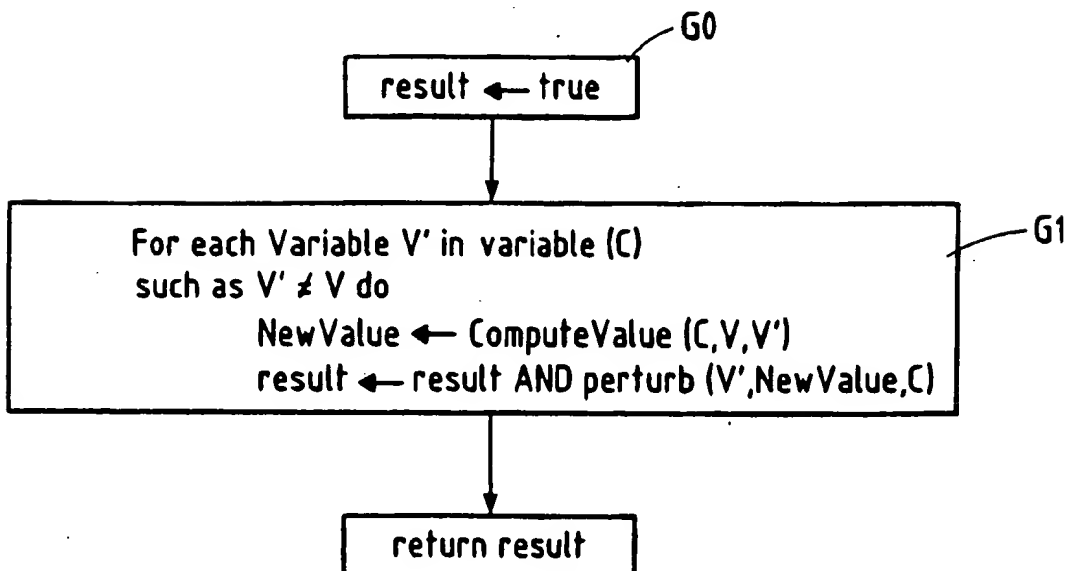 G0
result ← true
For each Variable V' in variable (C)
such as V' ≠ V do
NewValue ← ComputeValue (C,V,V')
result ← result AND perturb (V',NewValue,C)
G1
return result